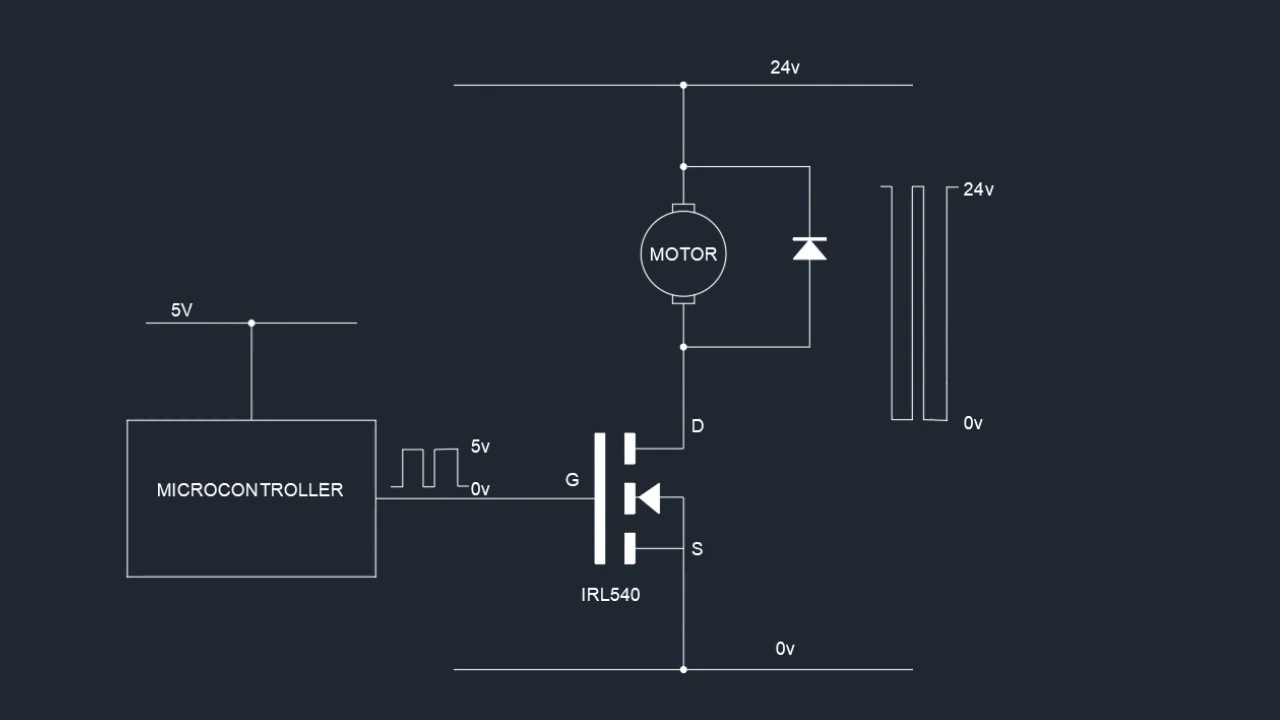 24v
24v
MOTOR
5V
D
0v
5v
G
MICROCONTROLLER
0v
S
IRL540
0v